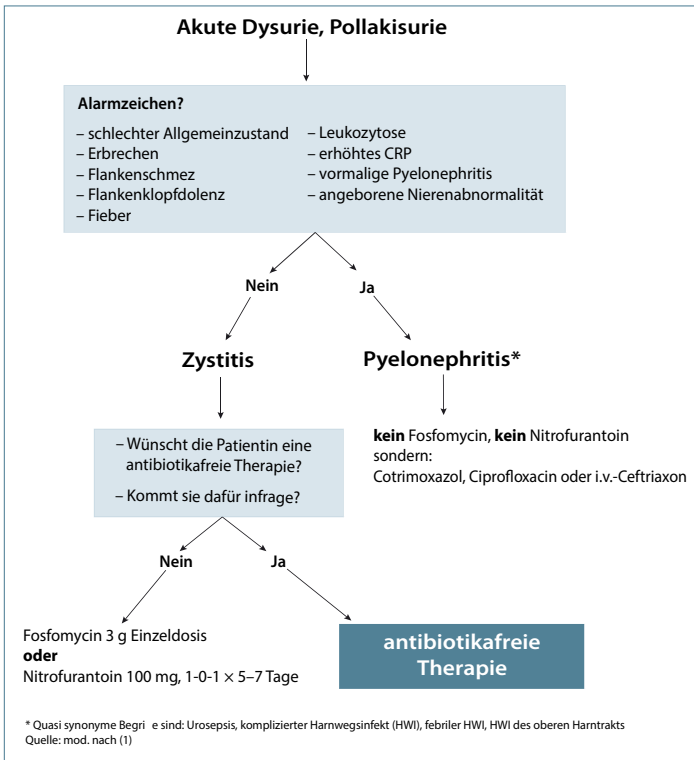 Akute Dysurie, Pollakisurie
Alarmzeichen?
– schlechter Allgemeinzustand
– Erbrechen
– Flankenschmez
– Flankenklopfdolenz
– Fieber
– Leukozytose
– erhöhtes CRP
– vormalige Pyelonephritis
– angeborene Nierenabnormalität
Nein
Ja
Zystitis
Pyelonephritis*
– Wünscht die Patientin eine
antibiotikafreie Therapie?
– Kommt sie dafür infrage?
kein Fosfomycin, kein Nitrofurantoin
sondern:
Cotrimoxazol, Ciprofloxacin oder i.v.-Ceftriaxon
Nein
Ja
Fosfomycin 3 g Einzeldosis
oder
Nitrofurantoin 100 mg, 1-0-1 × 5–7 Tage
antibiotikafreie
Therapie
* Quasi synonyme Begri e sind: Urosepsis, komplizierter Harnwegsinfekt (HWI), febriler HWI, HWI des oberen Harntrakts
Quelle: mod. nach (1)